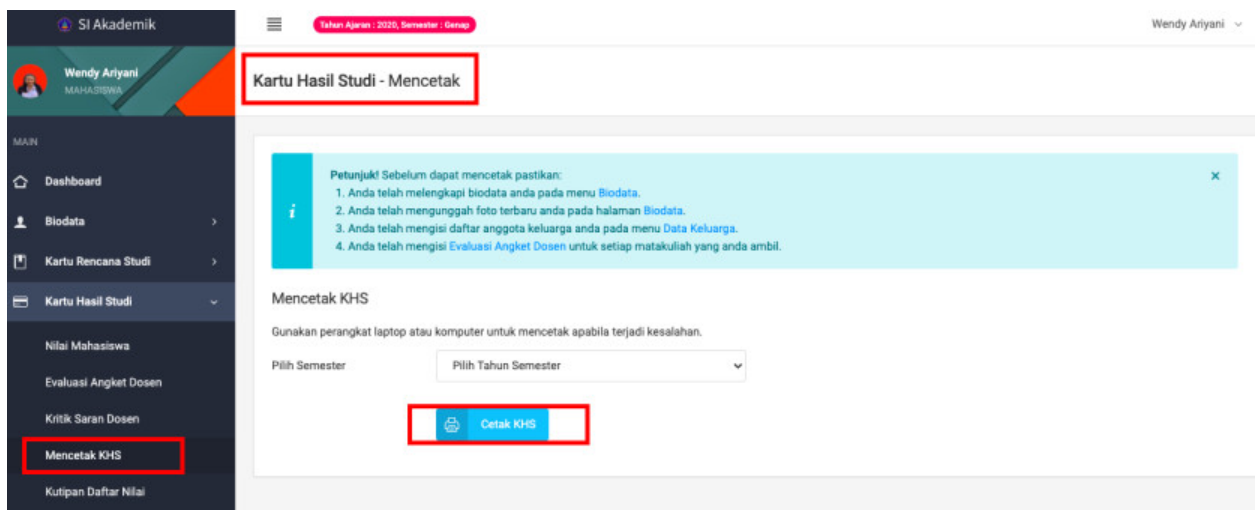 SI Akademik
Tahun Ajaran : 2020, Semester : Genap
Wendy Ariyani
Wendy Ariyani
MAHASISWA
Kartu Hasil Studi - Mencetak
MAIN
Dashboard
Biodata
Kartu Rencana Studi
Kartu Hasil Studi
Nilai Mahasiswa
Evaluasi Angket Dosen
Kritik Saran Dosen
Mencetak KHS
Kutipan Daftar Nilai
Petunjuk! Sebelum dapat mencetak pastikan:
1. Anda telah melengkapi biodata anda pada menu Biodata.
2. Anda telah mengunggah foto terbaru anda pada halaman Biodata.
3. Anda telah mengisi daftar anggota keluarga anda pada menu Data Keluarga.
4. Anda telah mengisi Evaluasi Angket Dosen untuk setiap matakuliah yang anda ambil.
Mencetak KHS
Gunakan perangkat laptop atau komputer untuk mencetak apabila terjadi kesalahan.
Pilih Semester
Pilih Tahun Semester
Cetak KHS